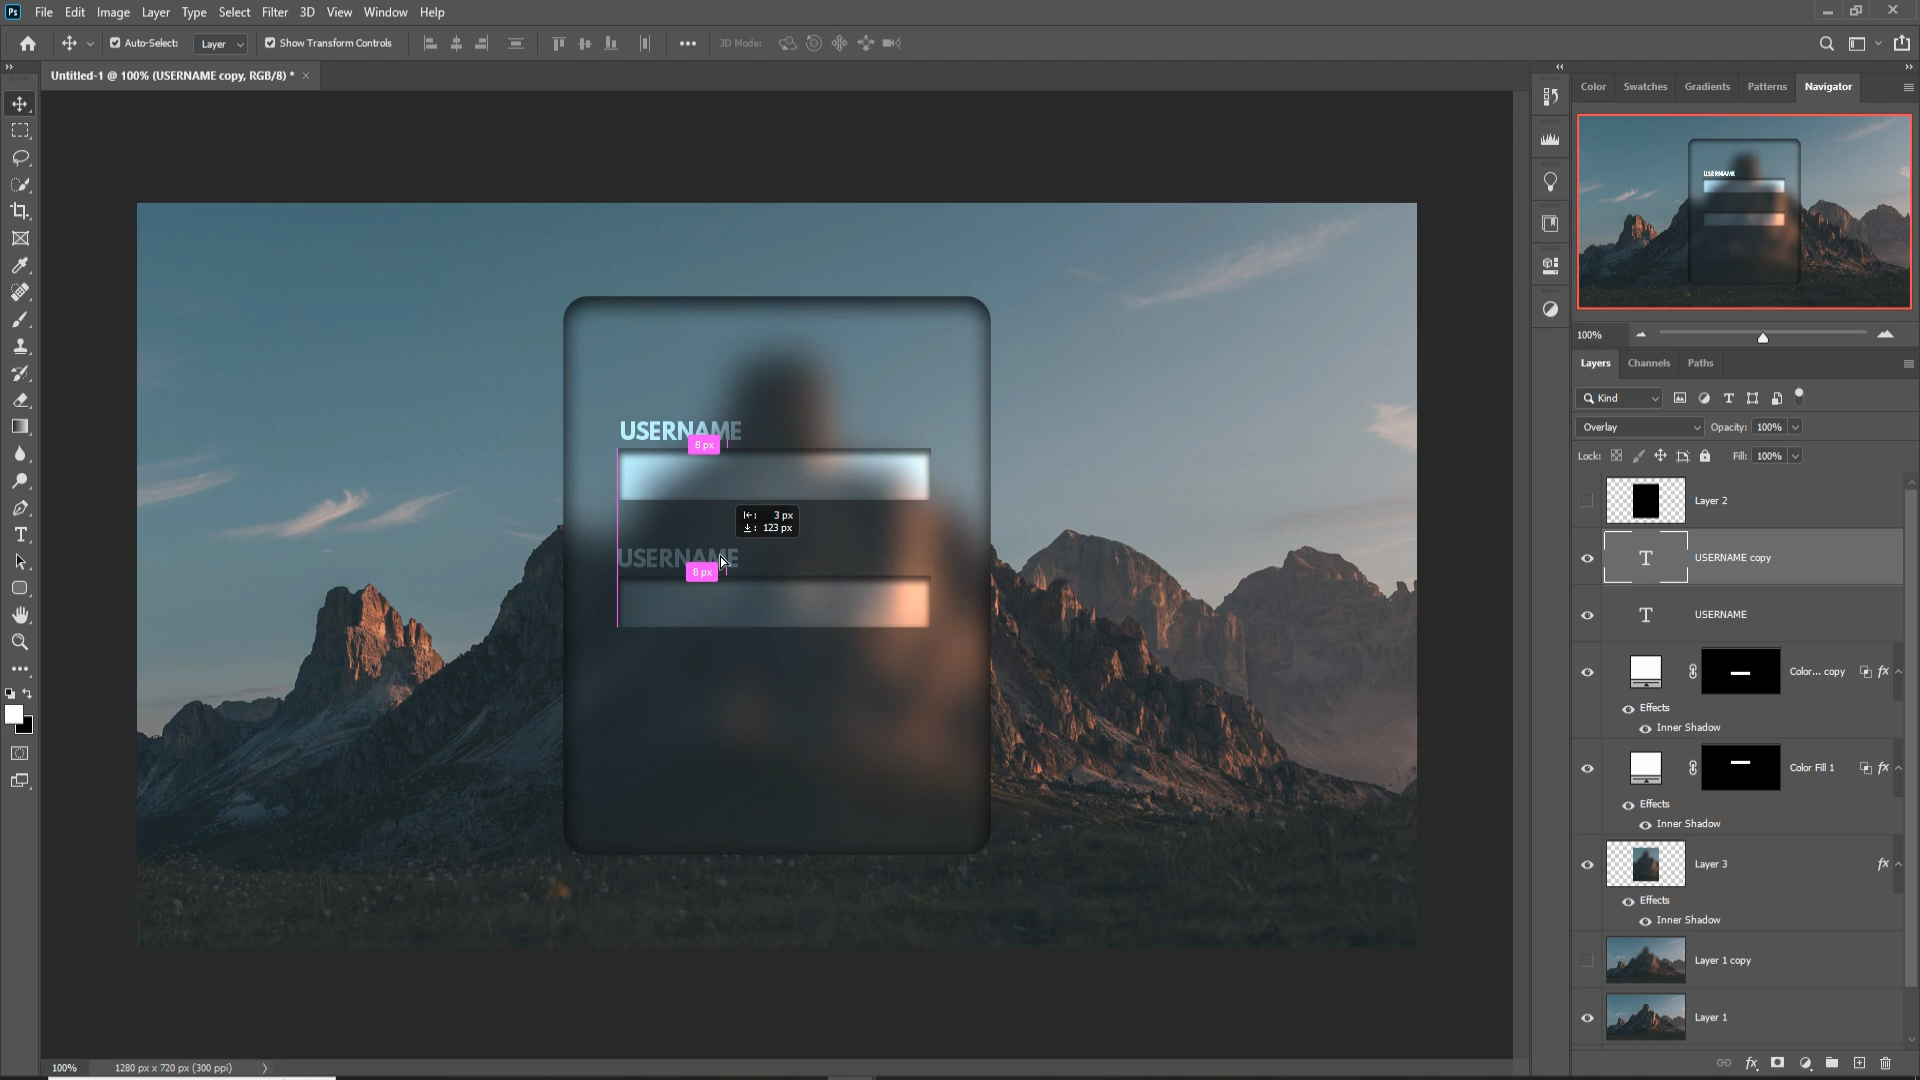 Ps File Edit Image Layer Type Select Filter 3D View Window Help
Auto-Select: Layer Show Transform Controls 3D Mode:
Untitled-1 @ 100% (USERNAME copy, RGB/8) *
Color Swatches Gradients Patterns Navigator
USERNAME
100%
Layers Channels Paths
Kind
Overlay Opacity: 100%
Lock: Fill: 100%
Layer 2
USERNAME copy
USERNAME
Color... copy
Effects
Inner Shadow
Color Fill 1
Effects
Inner Shadow
Layer 3
Effects
Inner Shadow
Layer 1 copy
Layer 1
USERNAME
8 px
3 px
123 px
USERNAME
8 px
100% 1280 px x 720 px (300 ppi)